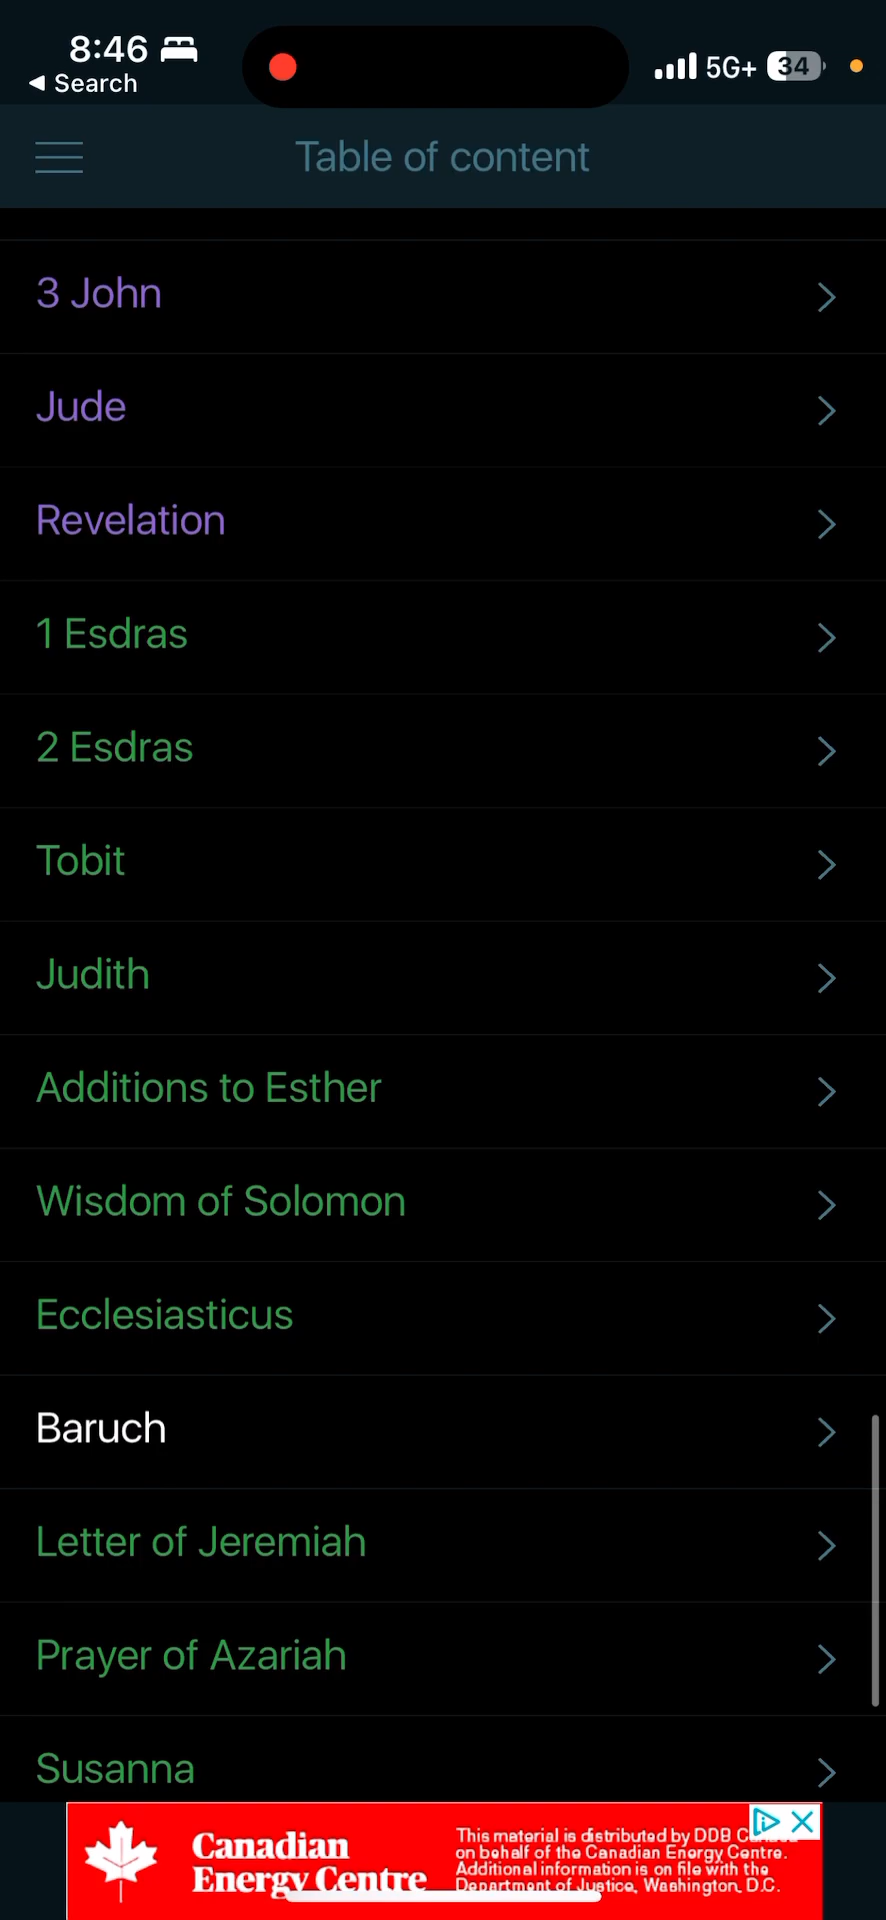 8:46
Search
5G+
34
Table of content
3 John
Jude
Revelation
1 Esdras
2 Esdras
Tobit
Judith
Additions to Esther
Wisdom of Solomon
Ecclesiasticus
Baruch
Letter of Jeremiah
Prayer of Azariah
Susanna
Canadian
Energy Centre
This material is distributed by DDB
on behalf of the Canadian Energy Centre.
Additional information is on file with the
Department of Justice, Washington, D.C.